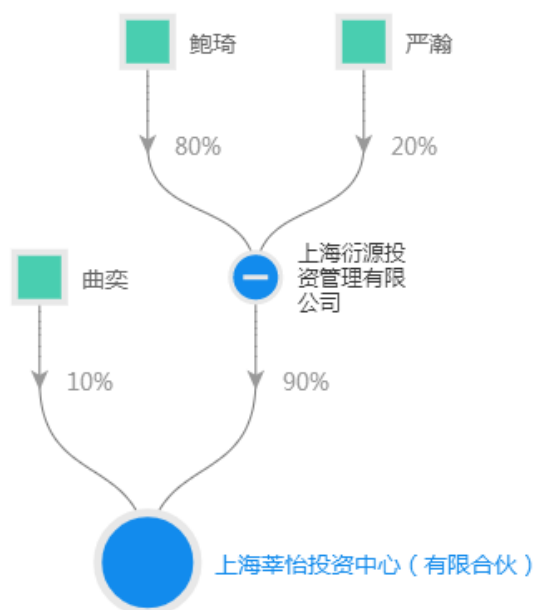 鲍琦
严瀚
80%
20%
上海衍源投
资管理有限
公司
曲奕
10%
90%
上海莘怡投资中心（有限合伙）